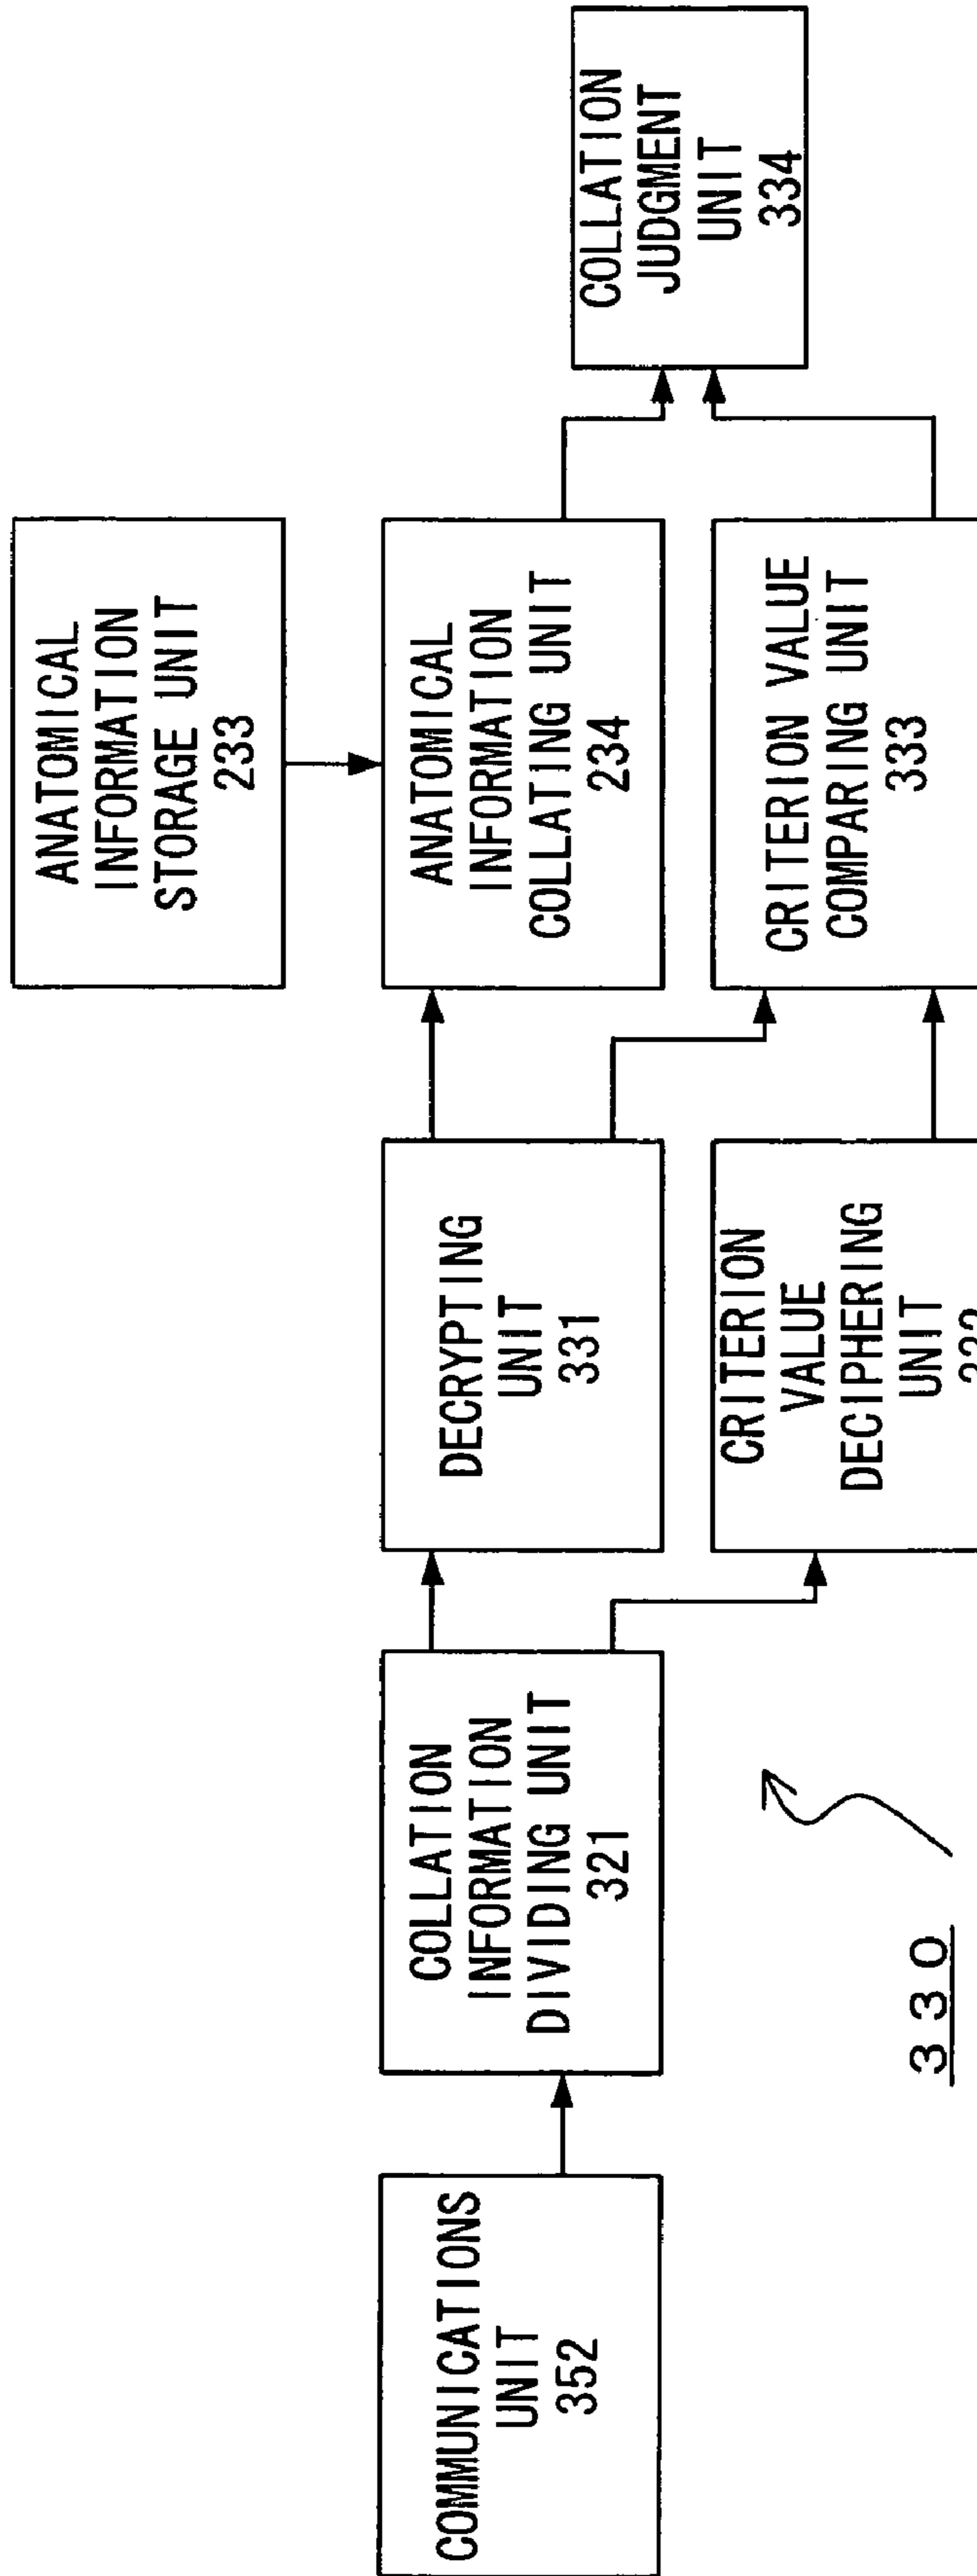 COMMUNICATIONS
UNIT
352
COLLATION
INFORMATION
DIVIDING UNIT
321
DECRYPTING
UNIT
331
CRITERION
VALUE
DECIPHERING
UNIT
ANATOMICAL
INFORMATION
STORAGE UNIT
233
ANATOMICAL
INFORMATION
COLLATING UNIT
234
CRITERION VALUE
COMPARING UNIT
333
COLLATION
JUDGMENT
UNIT
334
330